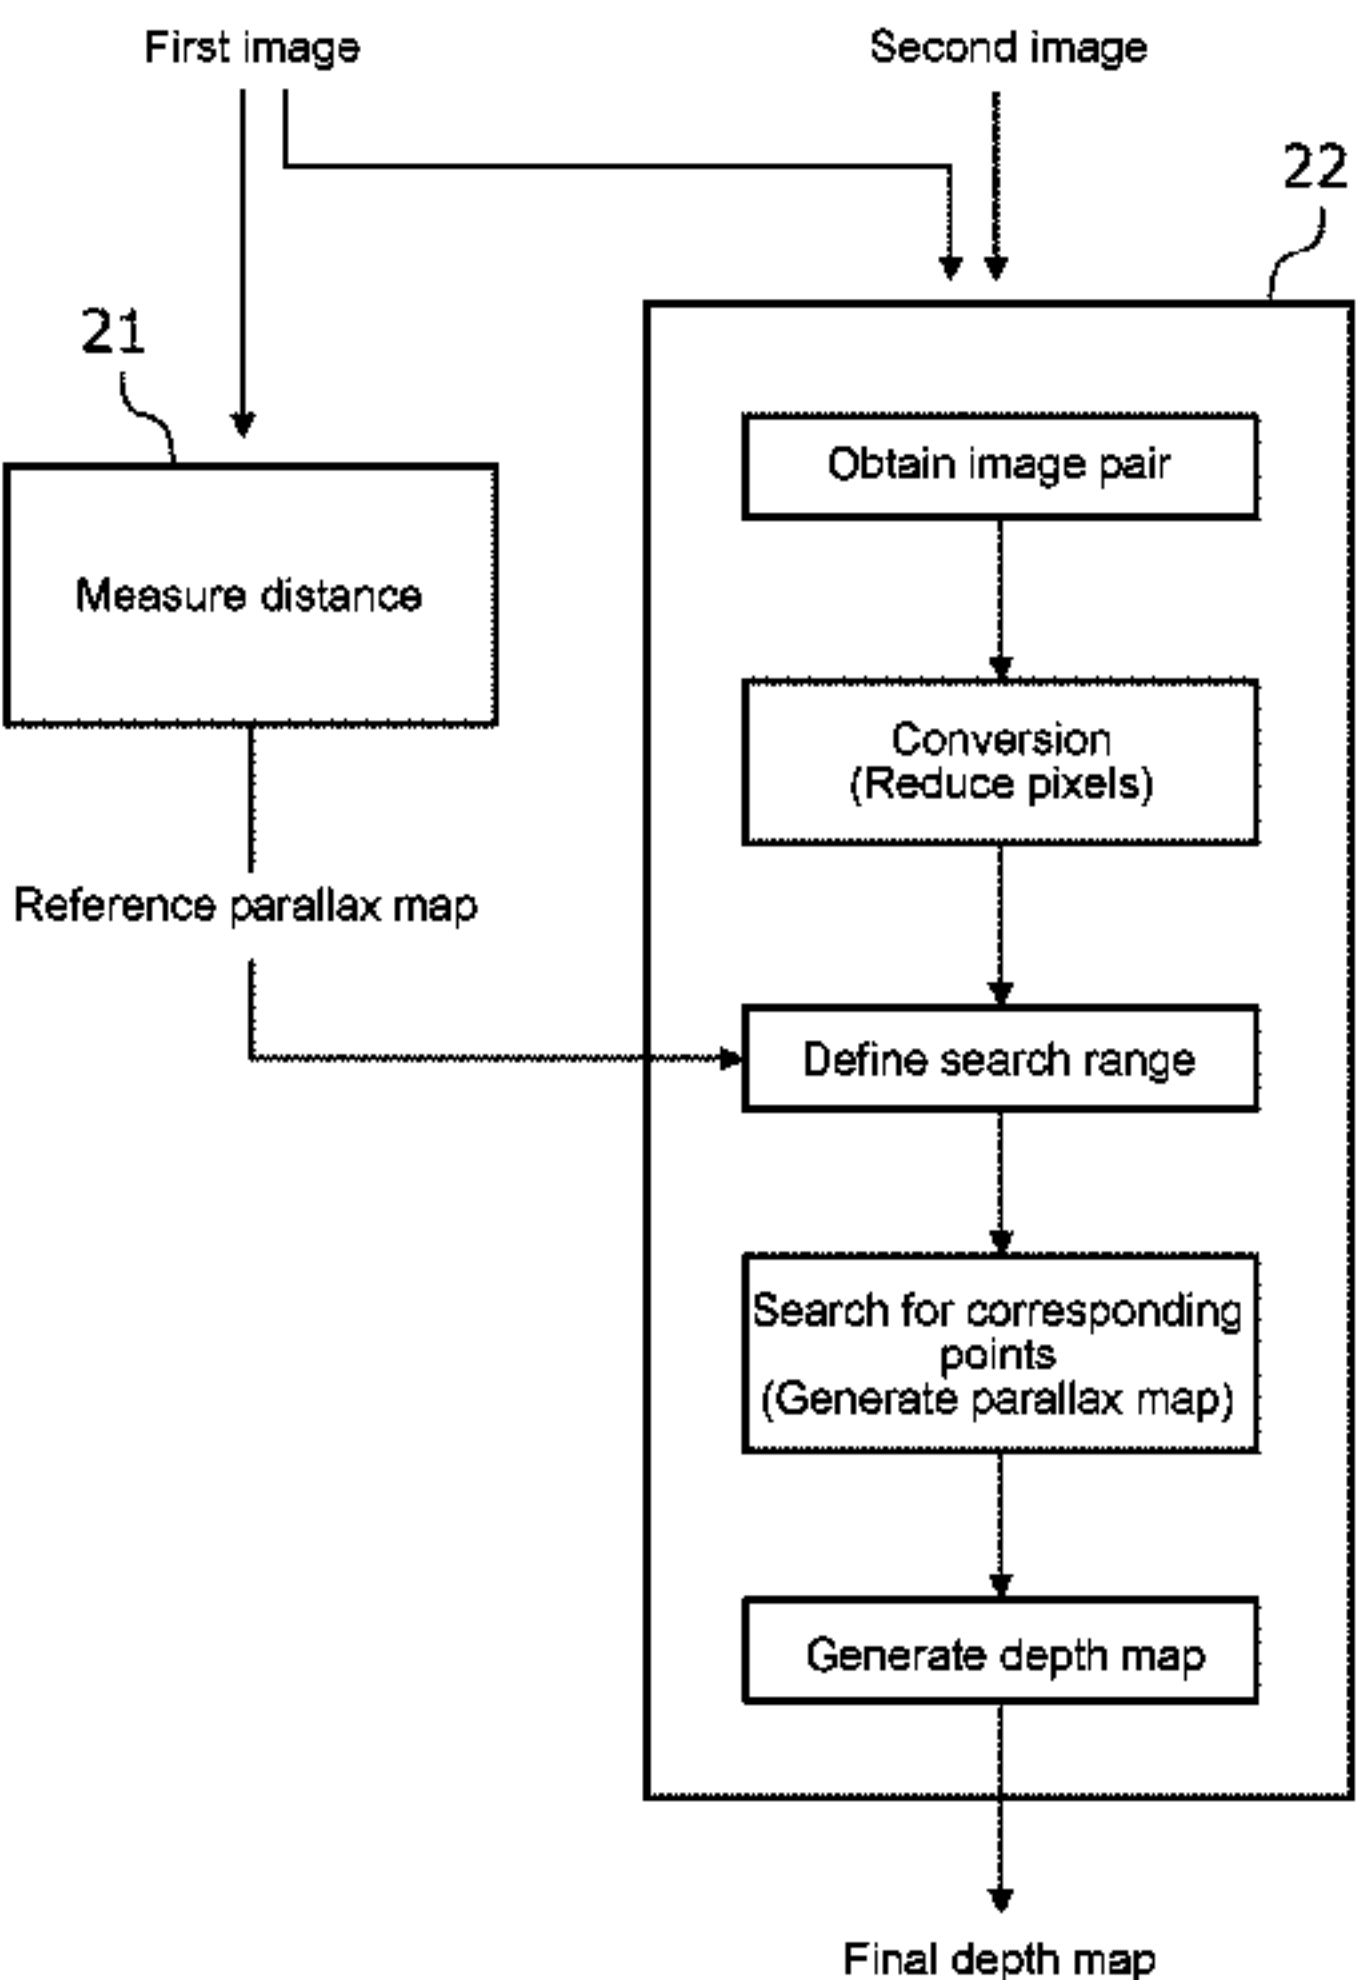 First image
Second image
22
21
Obtain image pair
Measure distance
Conversion
(Reduce pixels)
Reference parallax map
Define search range
Search for corresponding
points
(Generate parallax map)
Generate depth map
Final depth map